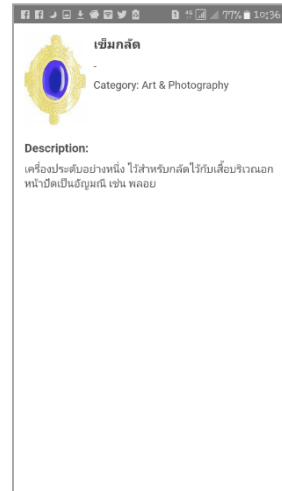 77% 10:36
เข็มกลัด
-
Category: Art & Photography
Description:
เครื่องประดับอย่างหนึ่ง ไว้สำหรับกลัดไว้กับเสื้อบริเวณอก
หน้าปัดเป็นอัญมณี เช่น พลอย